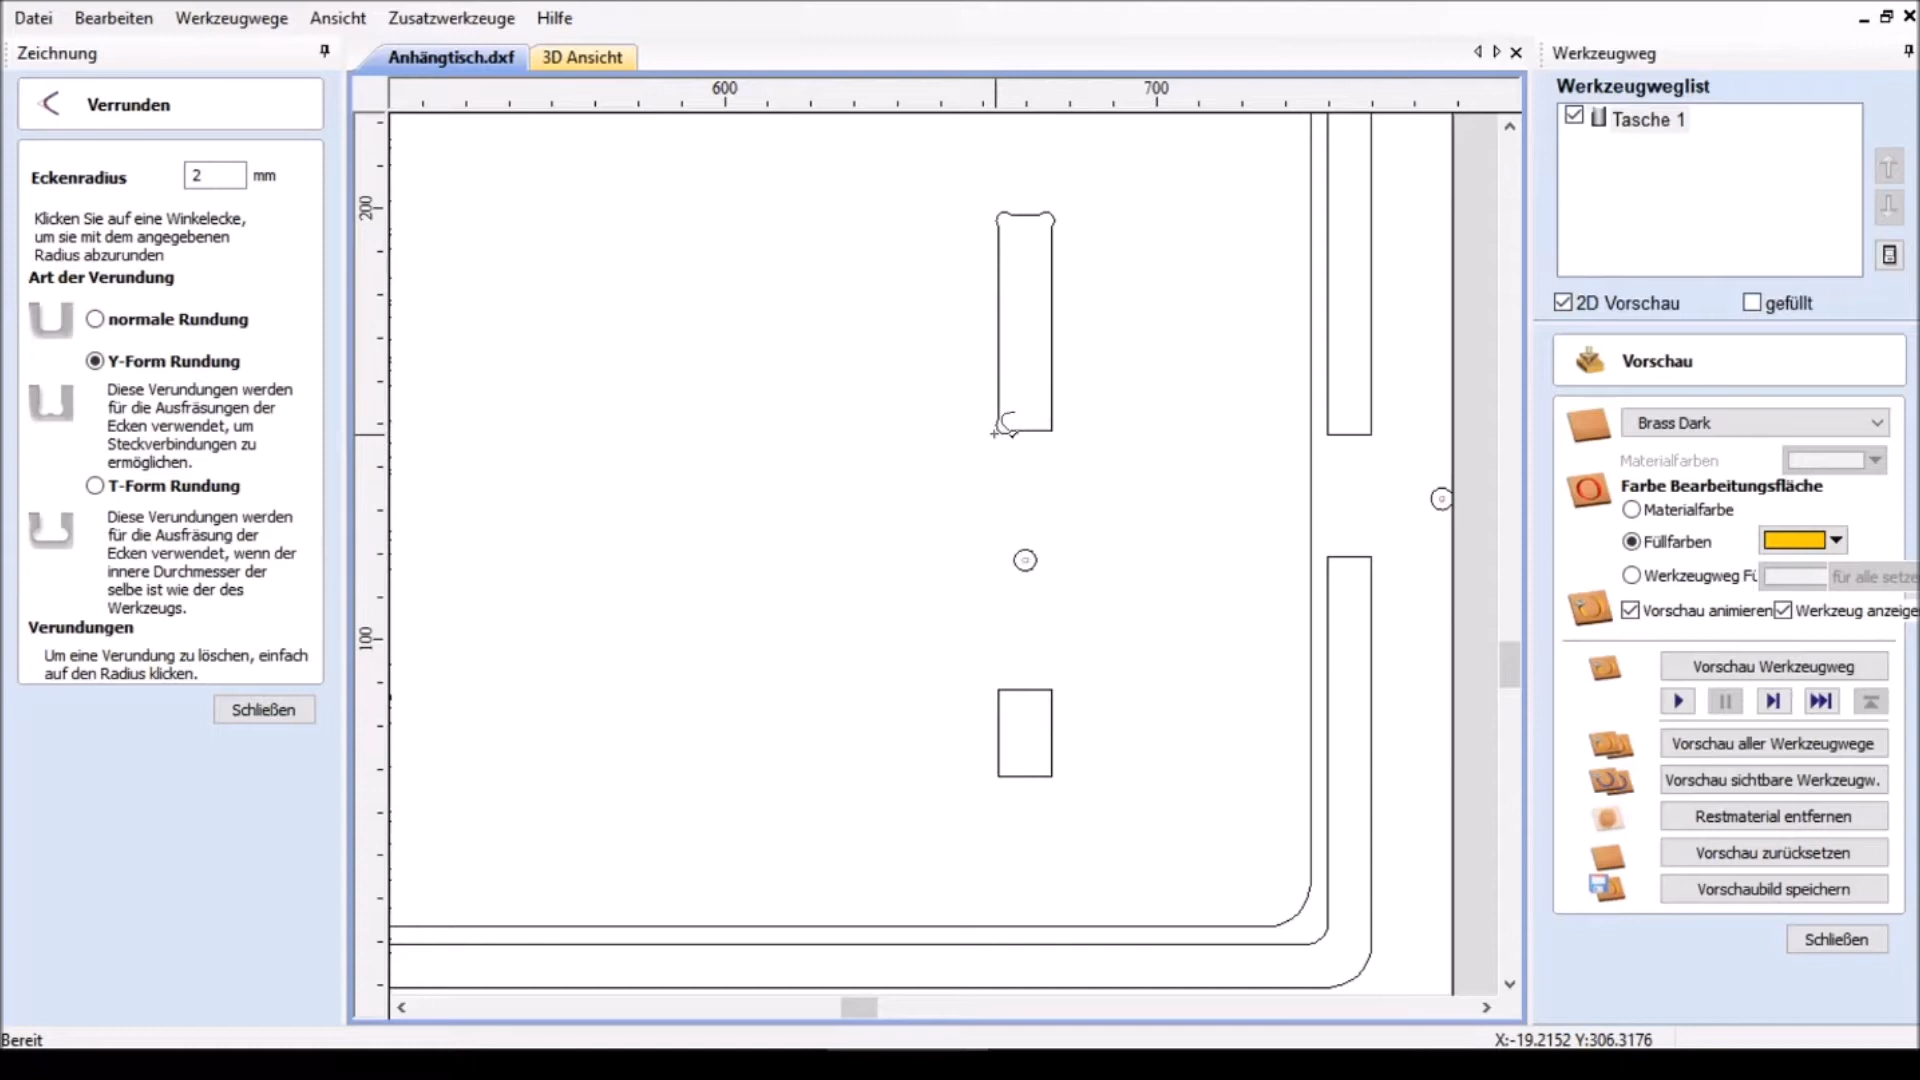 Datei Bearbeiten Werkzeugwege Ansicht Zusatzwerkzeuge Hilfe
Zeichnung
Verrunden
Eckenradius 2 mm
Klicken Sie auf eine Winkelecke,
um sie mit dem angegebenen
Radius abzurunden
Art der Verundung
normale Rundung
Y-Form Rundung
Diese Verundungen werden
für die Ausfräsungen der
Ecken verwendet, um
Steckverbindungen zu
ermöglichen.
T-Form Rundung
Diese Verundungen werden
für die Ausfräsung der
Ecken verwendet, wenn der
innere Durchmesser der
selbe ist wie der des
Werkzeugs.
Verundungen
Um eine Verundung zu löschen, einfach
auf den Radius klicken.
Schließen
Anhängtisch.dxf 3D Ansicht
600 700
200
100
Werkzeugweg
Werkzeugweglist
Tasche 1
2D Vorschau gefüllt
Vorschau
Brass Dark
Materialfarben
Farbe Bearbeitungsfläche
Materialfarbe
Füllfarben
Werkzeugweg Fü für alle setze
Vorschau animieren Werkzeug anzeige
Vorschau Werkzeugweg
Vorschau aller Werkzeugwege
Vorschau sichtbare Werkzeugw.
Restmaterial entfernen
Vorschau zurücksetzen
Vorschaubild speichern
Schließen
Bereit X:-19.2152 Y:306.3176